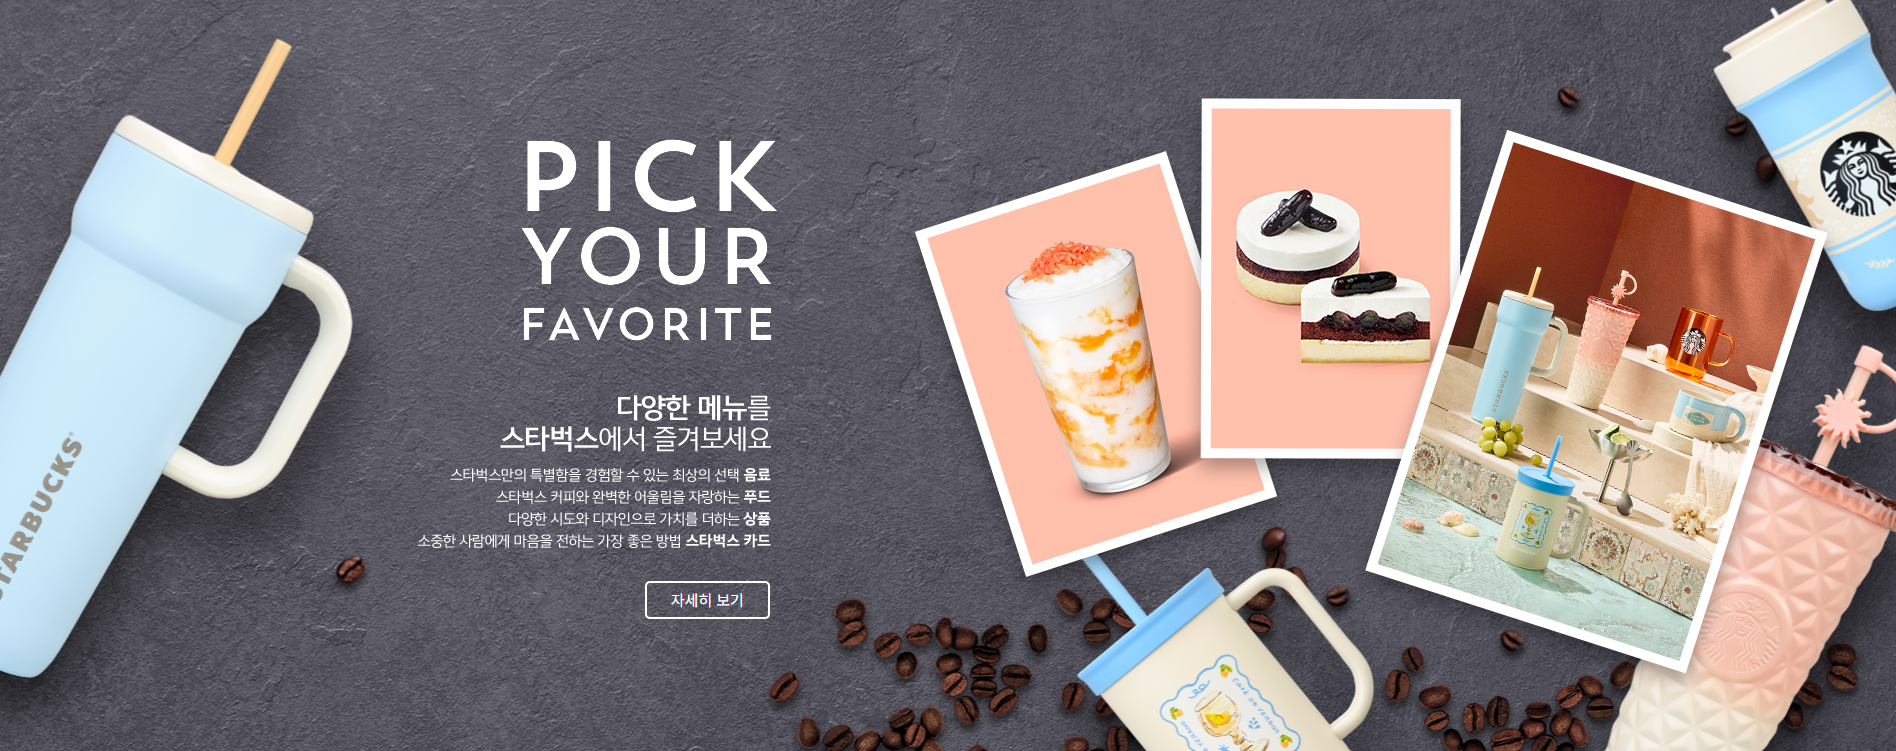 PICK
YOUR
FAVORITE
다양한 메뉴를
스타벅스에서 즐겨보세요
스타벅스만의 특별함을 경험할 수 있는 최상의 선택 음료
스타벅스 커피와 완벽한 어울림을 자랑하는 푸드
다양한 시도와 디자인으로 가치를 더하는 상품
소중한 사람에게 마음을 전하는 가장 좋은 방법 스타벅스 카드
자세히 보기
STARBUCKS®
STARBUCKS
CAFÉ DE VERANO